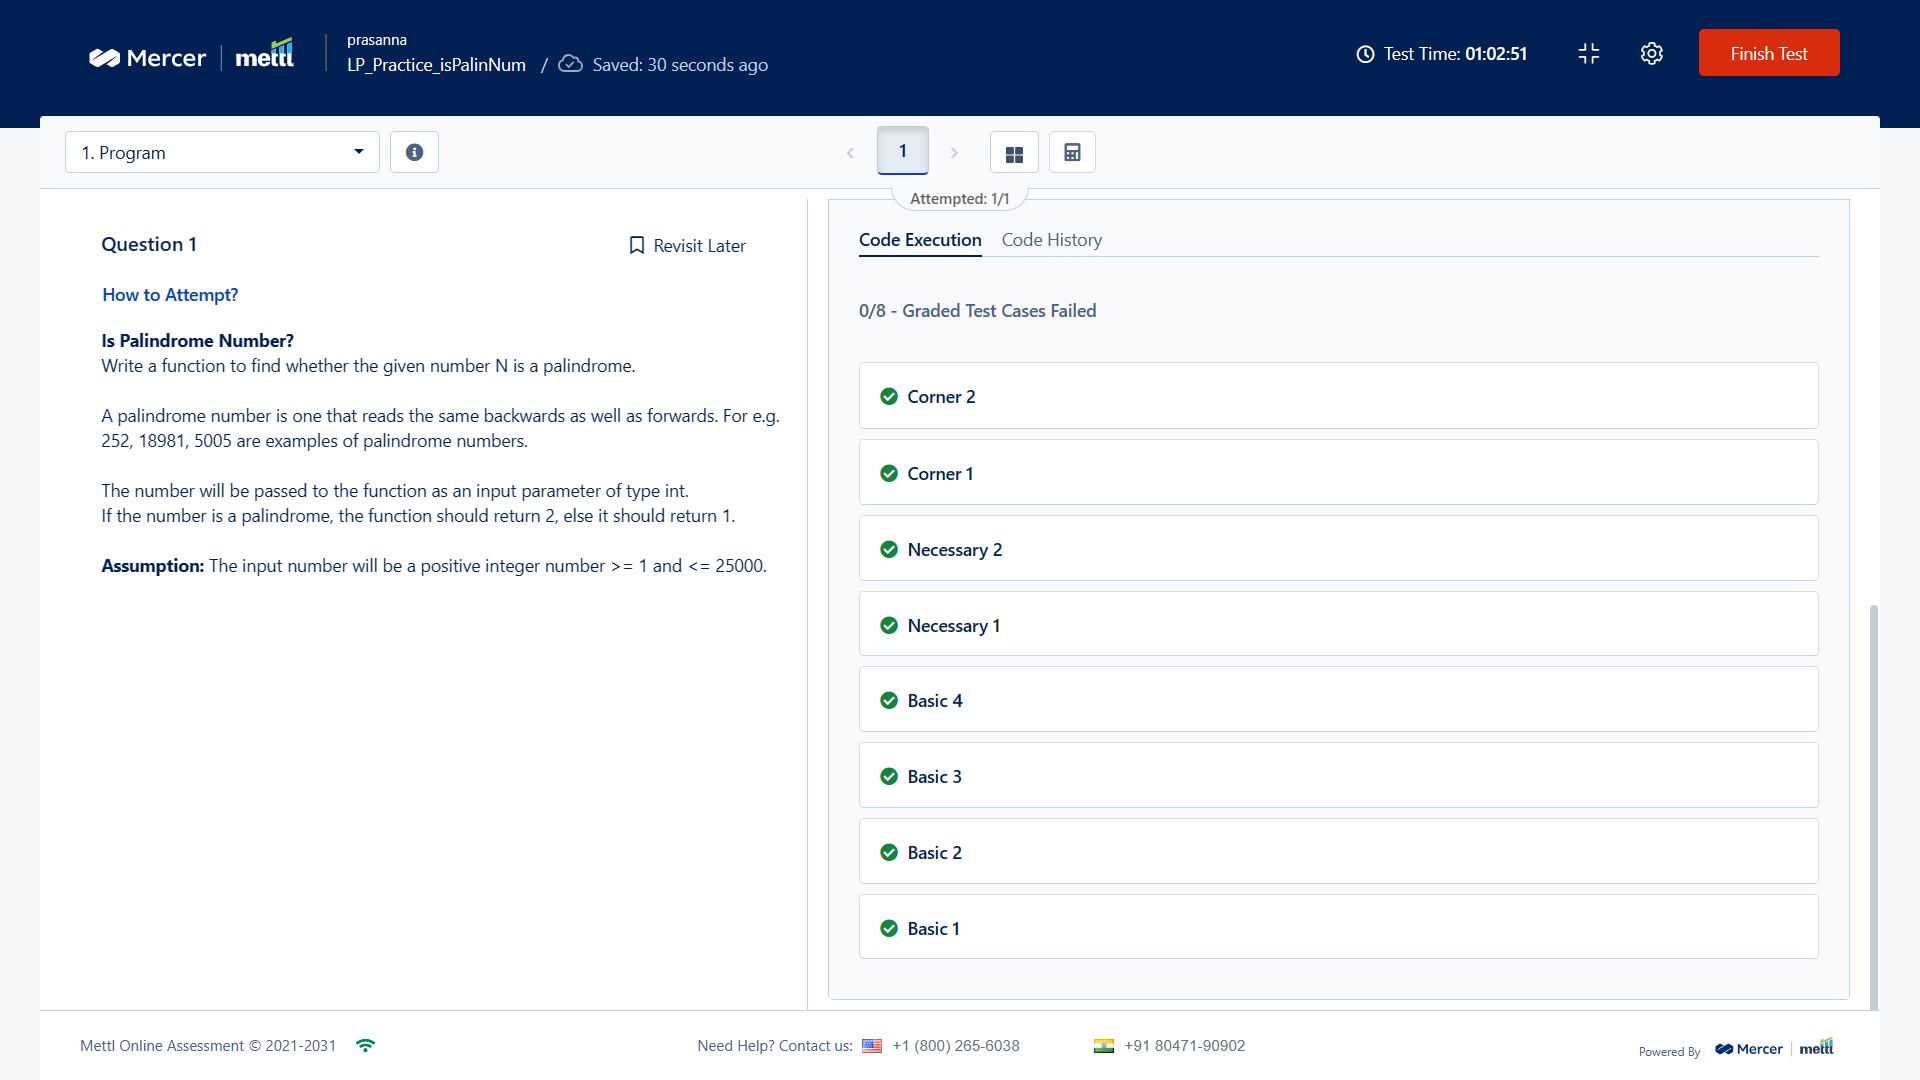 Mercer
mettl
prasanna
LP_Practice_isPalinNum / Saved: 30 seconds ago
Test Time: 01:02:51
Finish Test
1. Program
1
Attempted: 1/1
Question 1
Revisit Later
How to Attempt?
Is Palindrome Number?
Write a function to find whether the given number N is a palindrome.
A palindrome number is one that reads the same backwards as well as forwards. For e.g.
252, 18981, 5005 are examples of palindrome numbers.
The number will be passed to the function as an input parameter of type int.
If the number is a palindrome, the function should return 2, else it should return 1.
Assumption: The input number will be a positive integer number >= 1 and <= 25000.
Code Execution
Code History
0/8 - Graded Test Cases Failed
Corner 2
Corner 1
Necessary 2
Necessary 1
Basic 4
Basic 3
Basic 2
Basic 1
Mettl Online Assessment © 2021-2031
Need Help? Contact us: +1 (800) 265-6038
+91 80471-90902
Powered By
Mercer
mettl